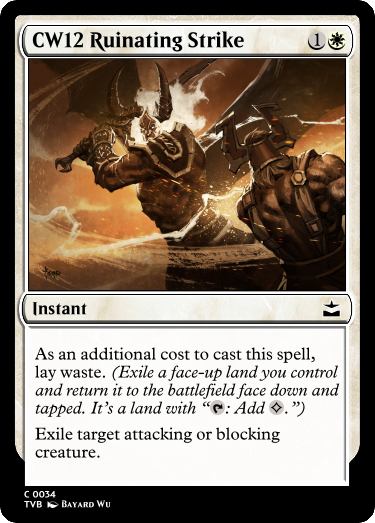 CW12 Ruinating Strike 1
Instant
As an additional cost to cast this spell,
lay waste. (Exile a face-up land you control
and return it to the battlefield face down and
tapped. It's a land with “: Add .”)
Exile target attacking or blocking
creature.
C 0034
TVB Bayard Wu